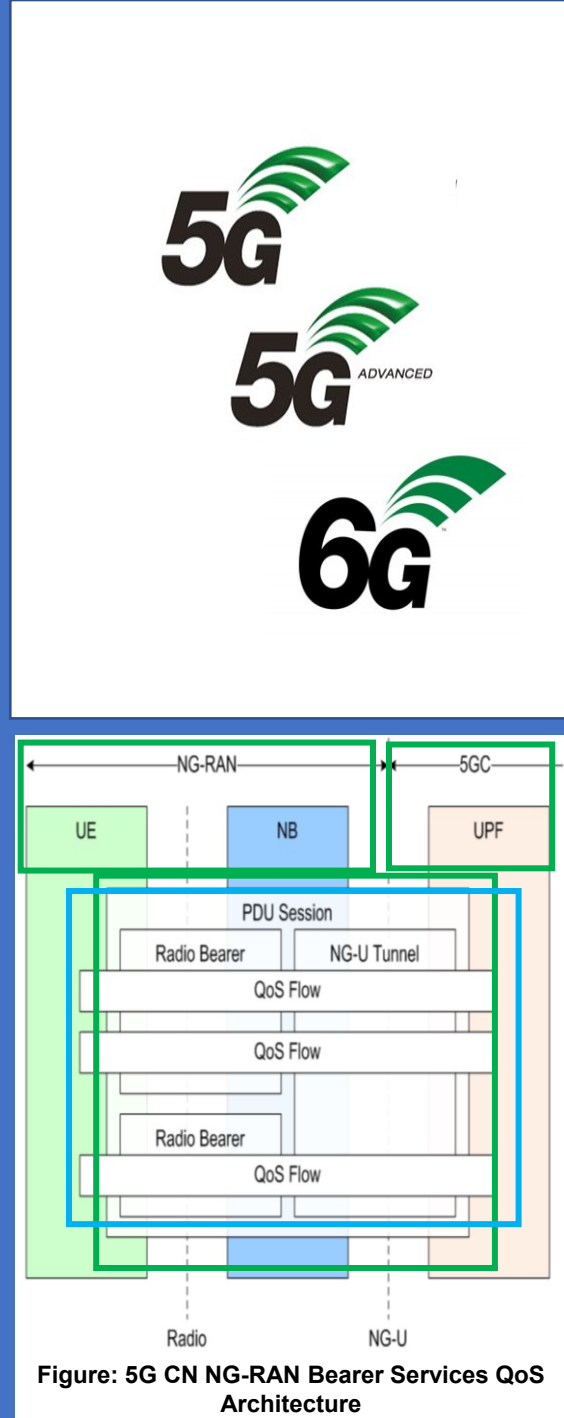 5G
5G ADVANCED
6G
™
NG-RAN 5GC
UE NB UPF
PDU Session
Radio Bearer NG-U Tunnel
QoS Flow
QoS Flow
Radio Bearer
QoS Flow
Radio NG-U
Figure: 5G CN NG-RAN Bearer Services QoS
Architecture